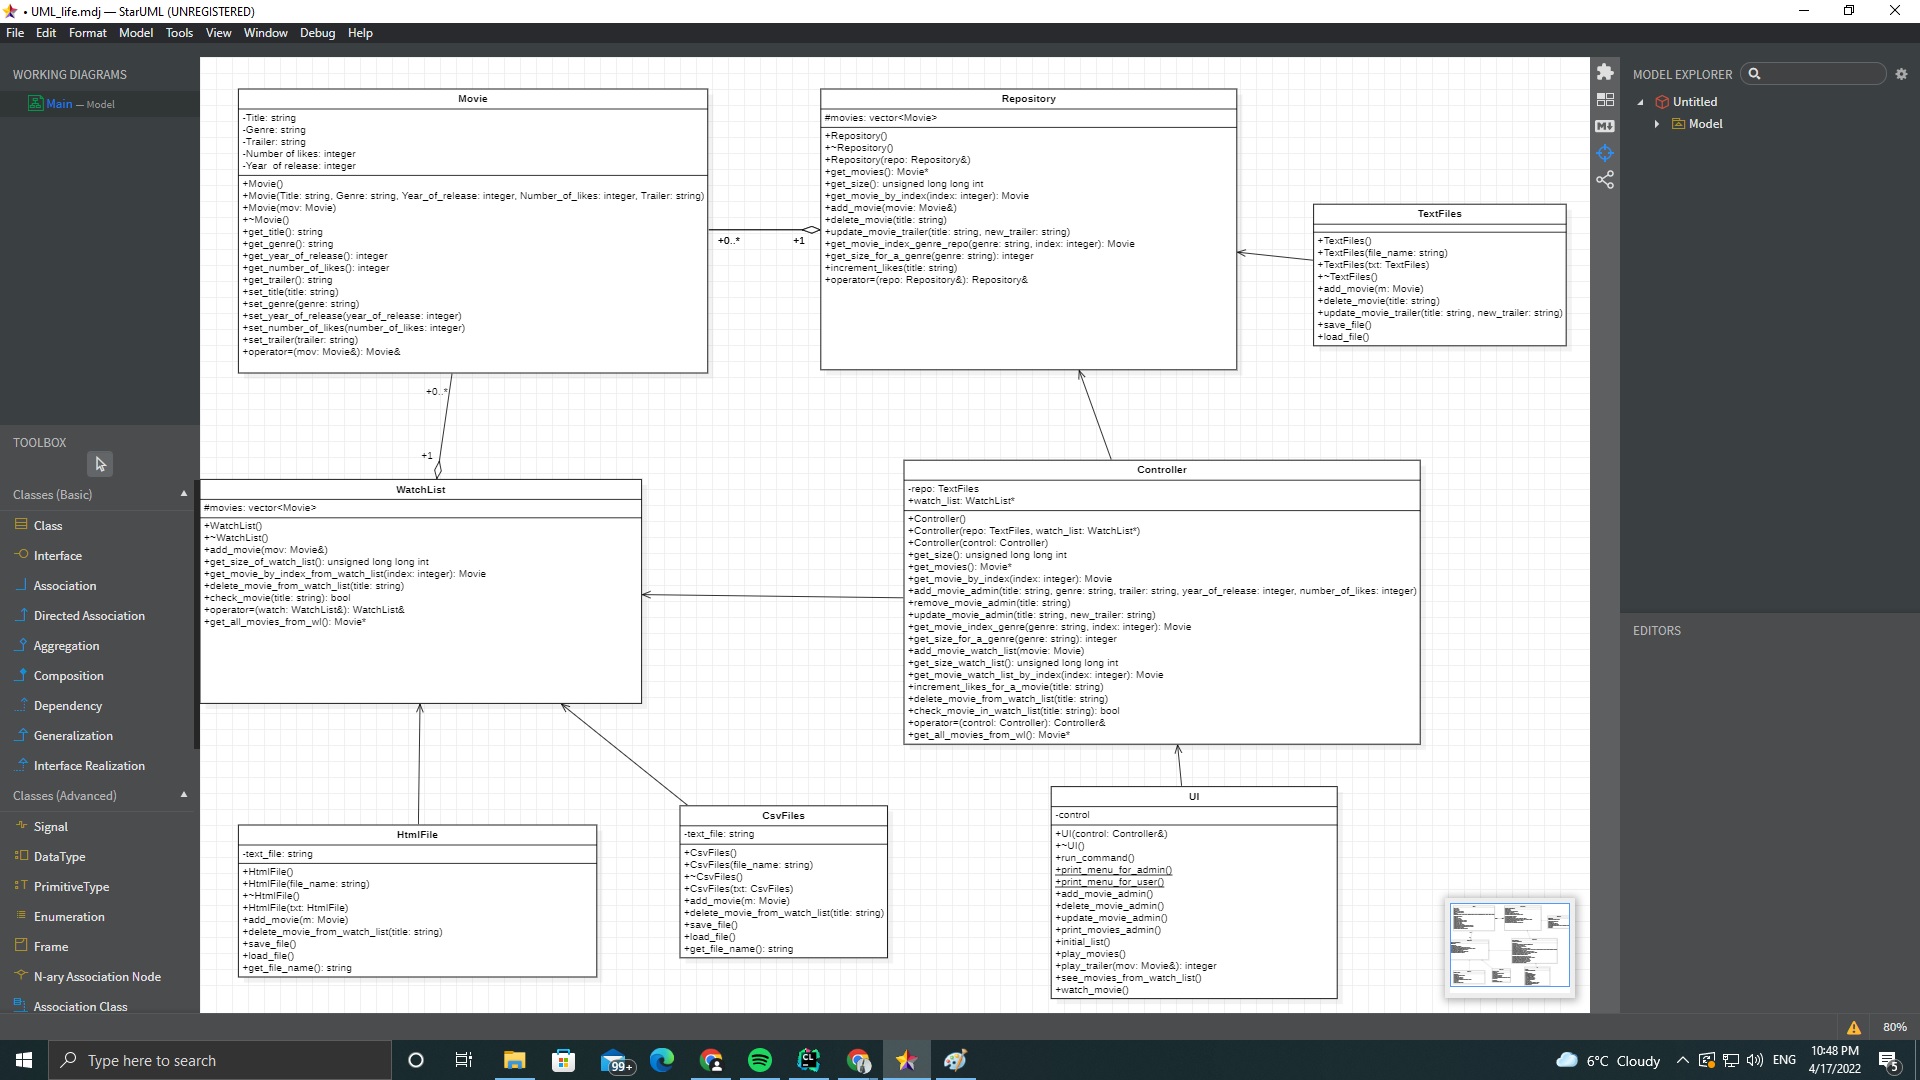 • UML_life.mdj — StarUML (UNREGISTERED)
File Edit Format Model Tools View Window Debug Help
WORKING DIAGRAMS
Main — Model
TOOLBOX
Classes (Basic)
Class
Interface
Association
Directed Association
Aggregation
Composition
Dependency
Generalization
Interface Realization
Classes (Advanced)
Signal
DataType
PrimitiveType
Enumeration
Frame
N-ary Association Node
Association Class
Movie
-Title: string
-Genre: string
-Trailer: string
-Number of likes: integer
-Year of release: integer
+Movie()
+Movie(Title: string, Genre: string, Year_of_release: integer, Number_of_likes: integer, Trailer: string)
+Movie(mov: Movie)
+~Movie()
+get_title(): string
+get_genre(): string
+get_year_of_release(): integer
+get_number_of_likes(): integer
+get_trailer(): string
+set_title(title: string)
+set_genre(genre: string)
+set_year_of_release(year_of_release: integer)
+set_number_of_likes(number_of_likes: integer)
+set_trailer(trailer: string)
+operator=(mov: Movie&): Movie&
+0..*
+1
Repository
#movies: vector<Movie>
+Repository()
+~Repository()
+Repository(repo: Repository&)
+get_movies(): Movie*
+get_size(): unsigned long long int
+get_movie_by_index(index: integer): Movie
+add_movie(movie: Movie&)
+delete_movie(title: string)
+update_movie_trailer(title: string, new_trailer: string)
+get_movie_index_genre_repo(genre: string, index: integer): Movie
+get_size_for_a_genre(genre: string): integer
+increment_likes(title: string)
+operator=(repo: Repository&): Repository&
TextFiles
+TextFiles()
+TextFiles(file_name: string)
+TextFiles(txt: TextFiles)
+~TextFiles()
+add_movie(m: Movie)
+delete_movie(title: string)
+update_movie_trailer(title: string, new_trailer: string)
+save_file()
+load_file()
+0..*
+1
WatchList
#movies: vector<Movie>
+WatchList()
+~WatchList()
+add_movie(mov: Movie&)
+get_size_of_watch_list(): unsigned long long int
+get_movie_by_index_from_watch_list(index: integer): Movie
+delete_movie_from_watch_list(title: string)
+check_movie(title: string): bool
+operator=(watch: WatchList&): WatchList&
+get_all_movies_from_wl(): Movie*
Controller
-repo: TextFiles
+watch_list: WatchList*
+Controller()
+Controller(repo: TextFiles, watch_list: WatchList*)
+Controller(control: Controller)
+get_size(): unsigned long long int
+get_movies(): Movie*
+get_movie_by_index(index: integer): Movie
+add_movie_admin(title: string, genre: string, trailer: string, year_of_release: integer, number_of_likes: integer)
+remove_movie_admin(title: string)
+update_movie_admin(title: string, new_trailer: string)
+get_movie_index_genre(genre: string, index: integer): Movie
+get_size_for_a_genre(genre: string): integer
+add_movie_watch_list(movie: Movie)
+get_size_watch_list(): unsigned long long int
+get_movie_watch_list_by_index(index: integer): Movie
+increment_likes_for_a_movie(title: string)
+delete_movie_from_watch_list(title: string)
+check_movie_in_watch_list(title: string): bool
+operator=(control: Controller): Controller&
+get_all_movies_from_wl(): Movie*
HtmlFile
-text_file: string
+HtmlFile()
+HtmlFile(file_name: string)
+~HtmlFile()
+HtmlFile(txt: HtmlFile)
+add_movie(m: Movie)
+delete_movie_from_watch_list(title: string)
+save_file()
+load_file()
+get_file_name(): string
CsvFiles
-text_file: string
+CsvFiles()
+CsvFiles(file_name: string)
+~CsvFiles()
+CsvFiles(txt: CsvFiles)
+add_movie(m: Movie)
+delete_movie_from_watch_list(title: string)
+save_file()
+load_file()
+get_file_name(): string
UI
-control
+UI(control: Controller&)
+~UI()
+run_command()
+print_menu_for_admin()
+print_menu_for_user()
+add_movie_admin()
+delete_movie_admin()
+update_movie_admin()
+print_movies_admin()
+initial_list()
+play_movies()
+play_trailer(mov: Movie&): integer
+see_movies_from_watch_list()
+watch_movie()
MODEL EXPLORER
Untitled
Model
EDITORS
80%
Type here to search
99+
6°C Cloudy
ENG
10:48 PM
4/17/2022
5